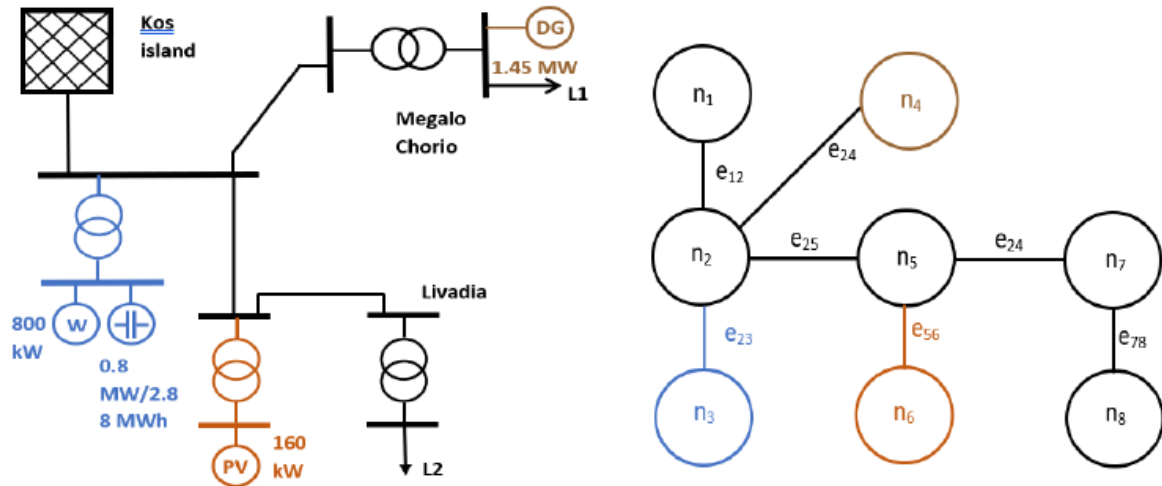 Kos
island
DG
1.45 MW
L1
Megalo
Chorio
800
kW
W
0.8
MW/2.8
8 MWh
Livadia
160
kW
PV
L2
n1
n4
e12
e24
n2
e25
n5
e24
n7
e23
e56
e78
n3
n6
n8